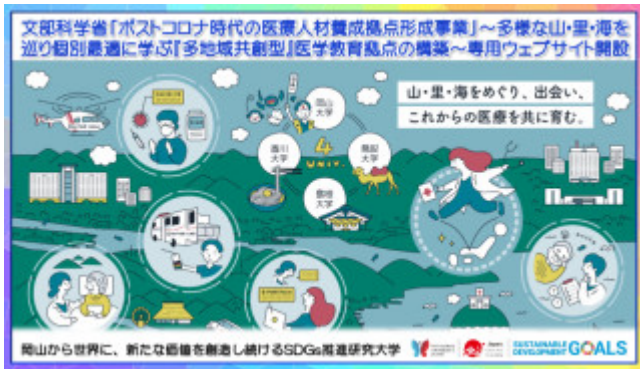 文部科学省「ポストコロナ時代の医療人材養成拠点形成事業」～多様な山・里・海を
巡り個別最適に学ぶ『多地域共創型』医学教育拠点の構築～専用ウェブサイト開設
山・里・海をめぐり、出会い、
これからの医療を共に育む。
岡山
大学
香川
大学
4
UNIV.
鳥取
大学
島根
大学
岡山から世界に、新たな価値を創造し続けるSDGs推進研究大学
SUSTAINABLE
DEVELOPMENT
GOALS